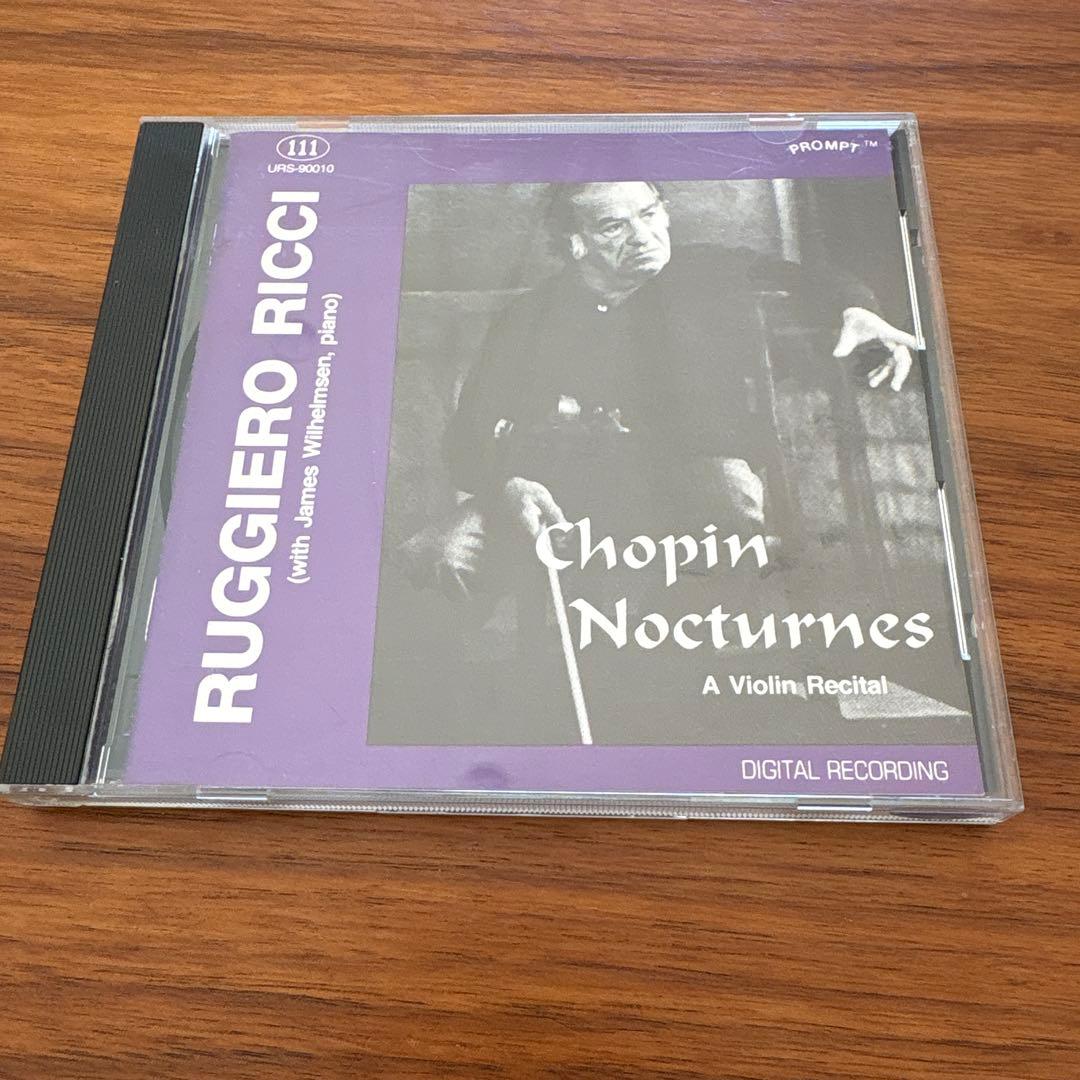 111
URS-90010
PROMPT™
RUGGIERO RICCI
(with James Wilhelmsen, piano)
Chopin
Nocturnes
A Violin Recital
DIGITAL RECORDING